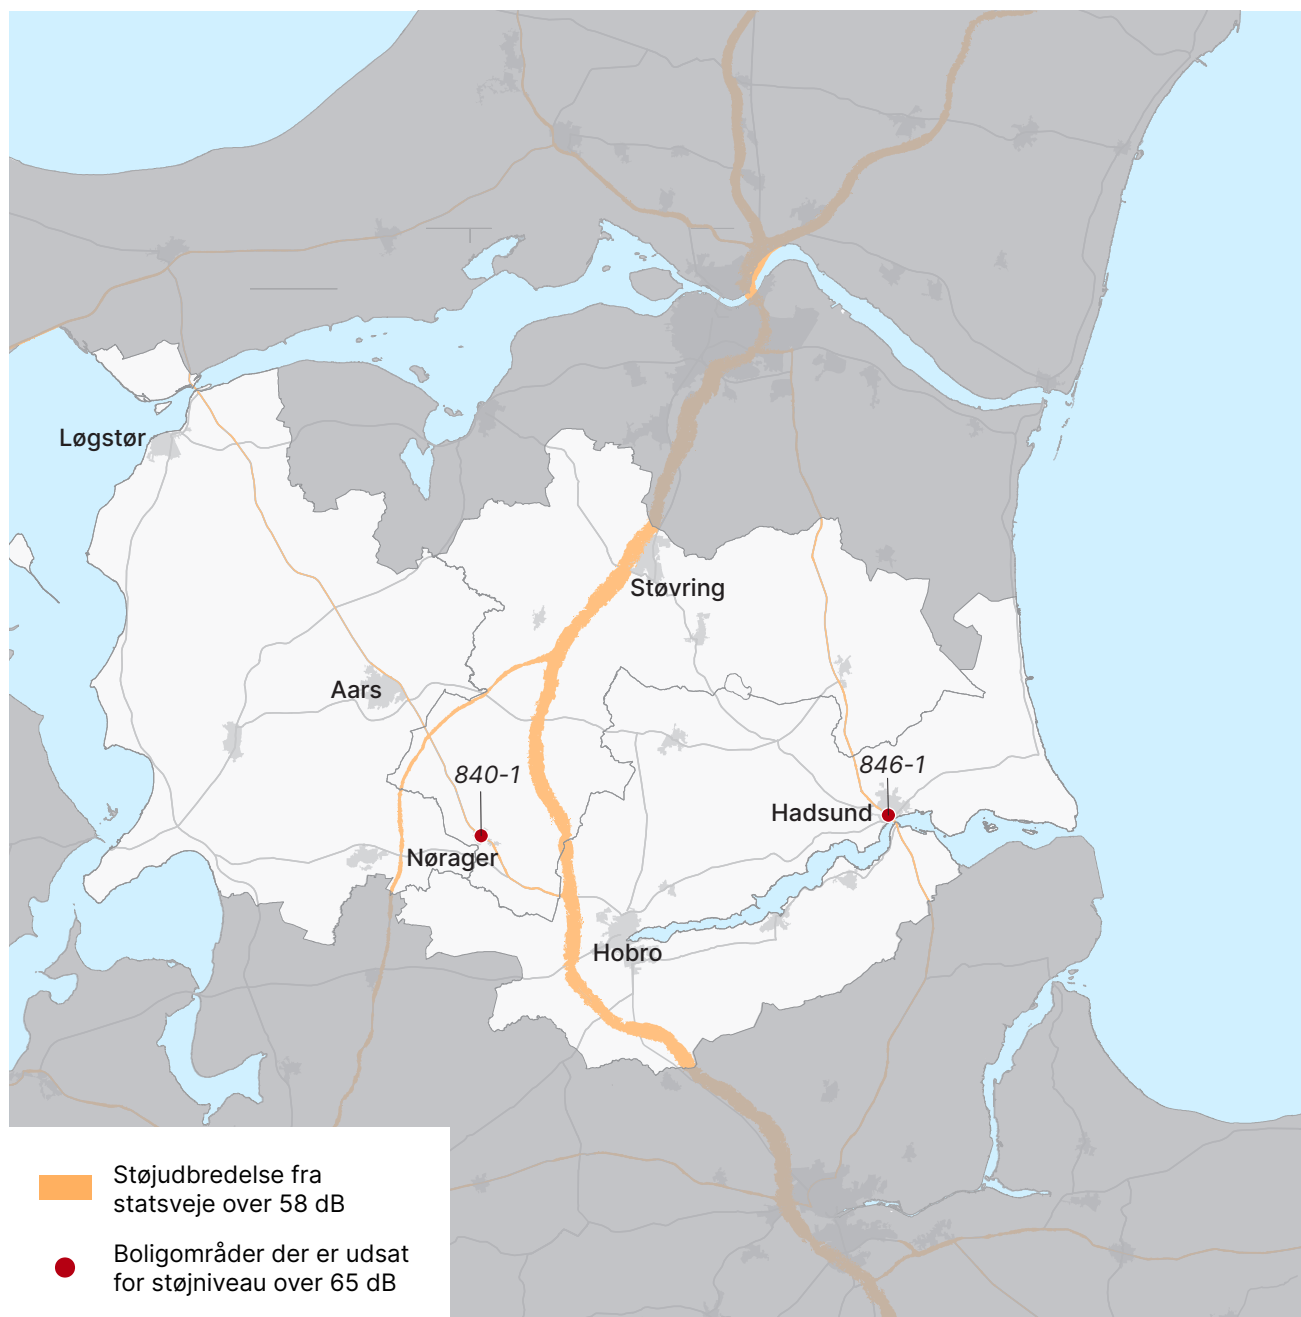 Løgstør
Støvring
Aars
840-1
846-1
Hadsund
Nørager
Hobro
Støjudbredelse fra
statsveje over 58 dB
Boligområder der er udsat
for støjniveau over 65 dB